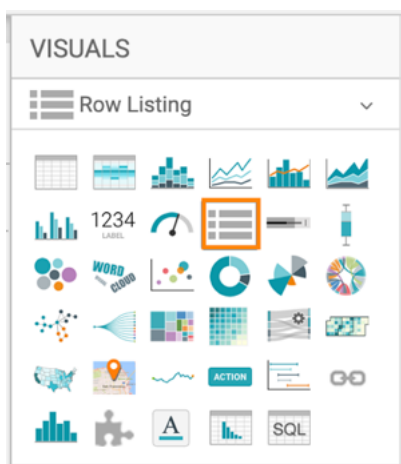 VISUALS
Row Listing
1234
LABEL
WORD
CLOUD
ACTION
A
SQL